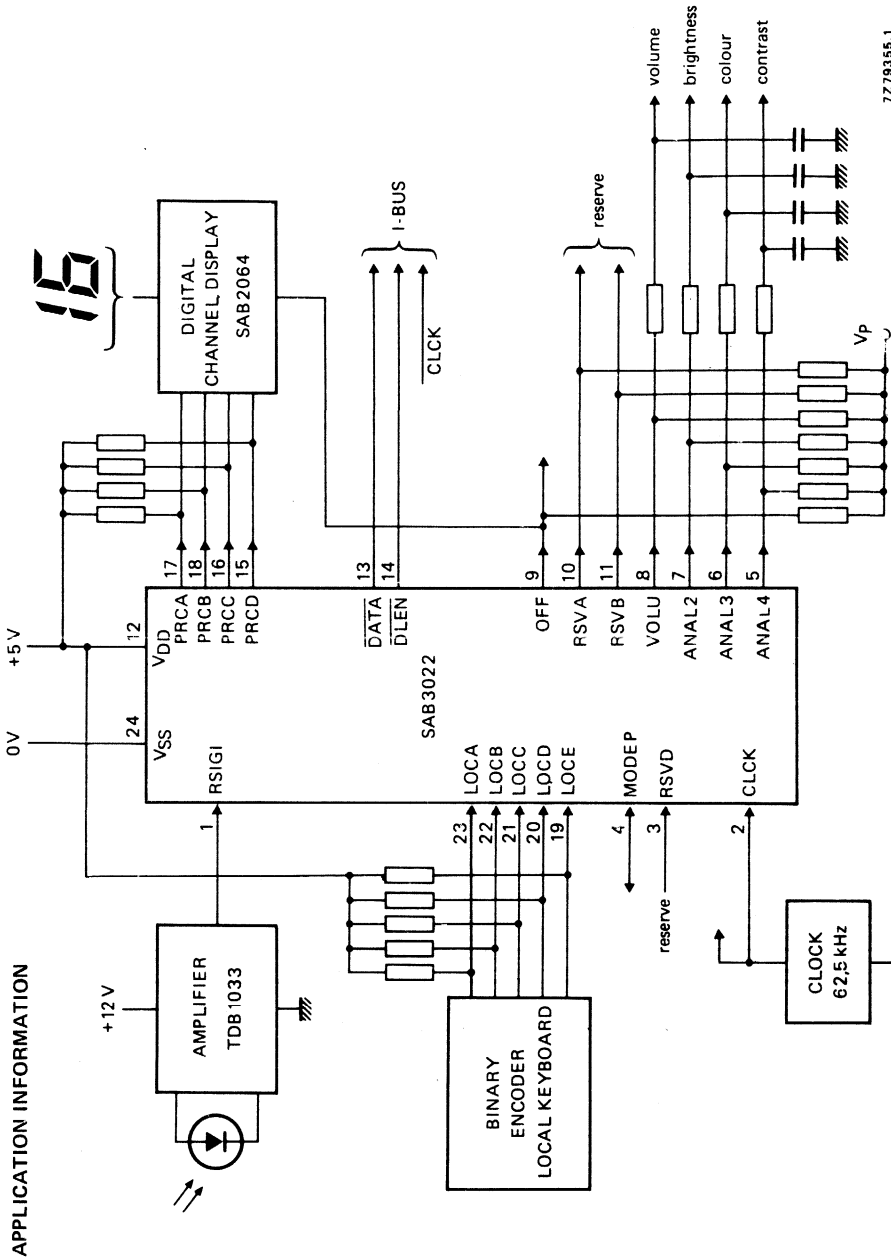 APPLICATION INFORMATION
+12 V
AMPLIFIER
TDB1033
0V
+5 V
24
12
VSS
VDD
1
RSIGI
SAB3022
17
PRCA
18
PRCB
16
PRCC
15
PRCD
16
DIGITAL
CHANNEL DISPLAY
SAB2064
13
DATA
14
DLEN
CLCK
I-BUS
BINARY
ENCODER
LOCAL KEYBOARD
23
LOCA
22
LOCB
21
LOCC
20
LOCD
19
LOCE
4
MODEP
reserve
3
RSVD
2
CLCK
CLOCK
62,5 kHz
9
OFF
10
RSVA
11
RSVB
reserve
8
VOLU
7
ANAL2
6
ANAL3
5
ANAL4
VP
volume
brightness
colour
contrast
7Z79355.1